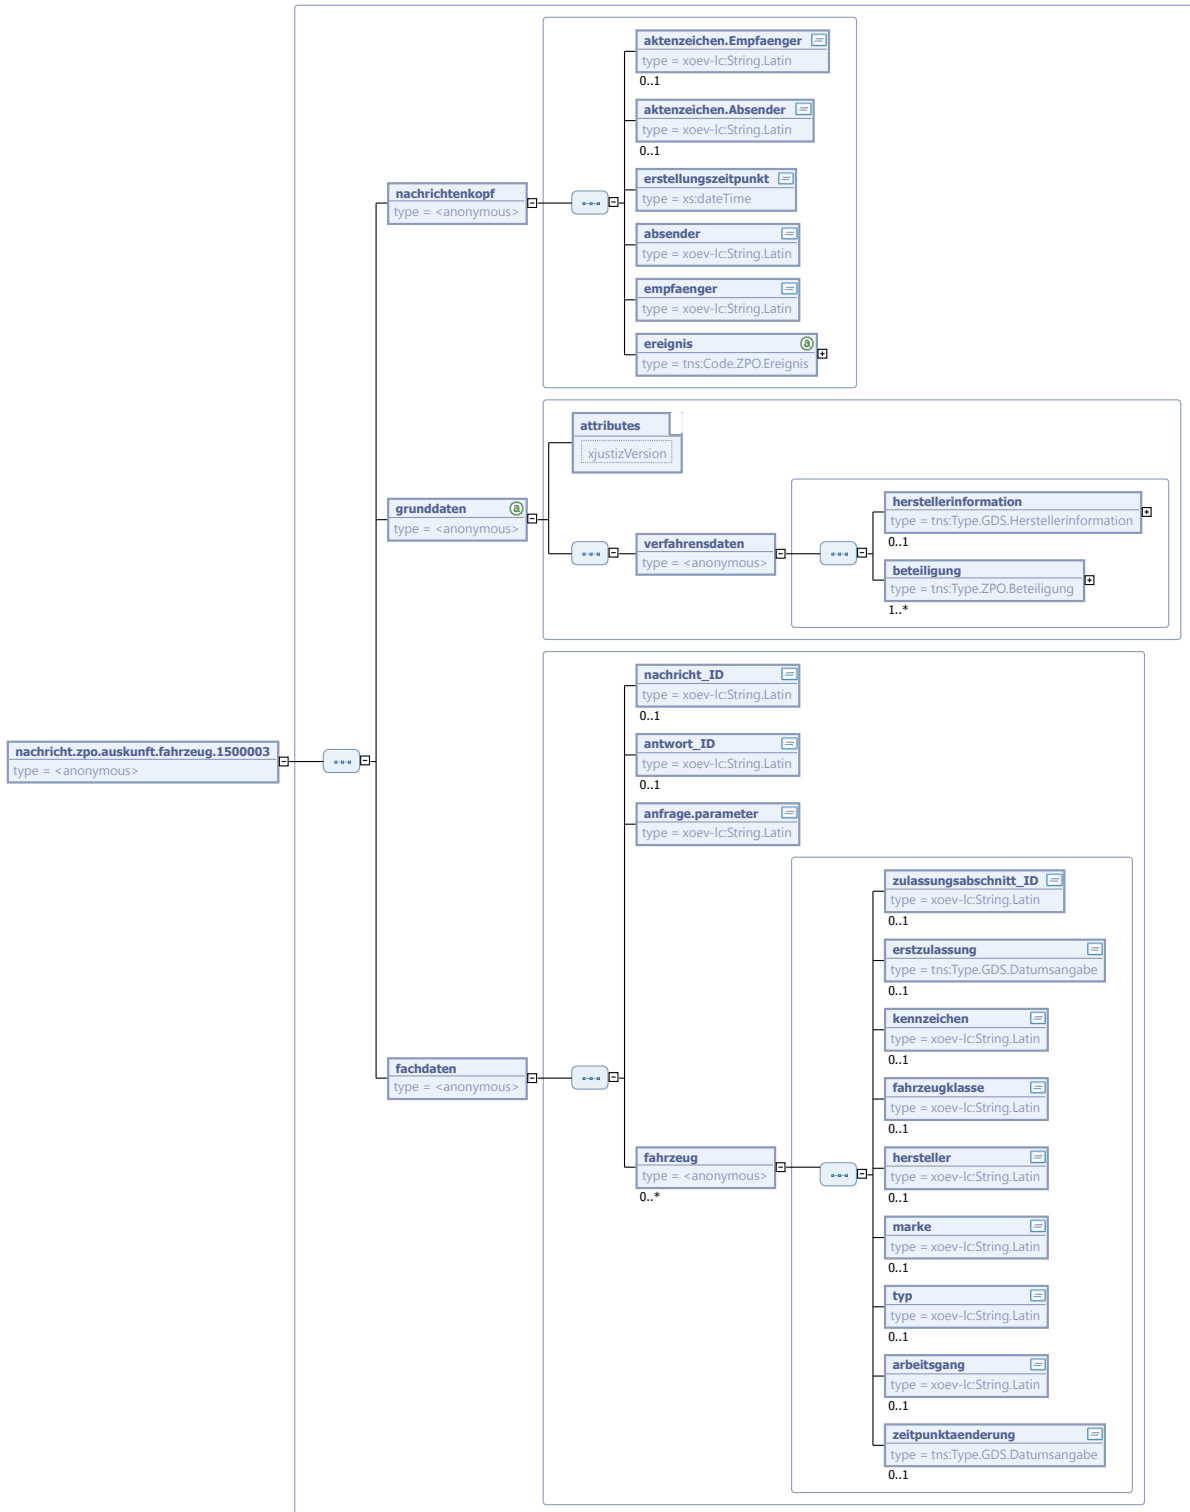 nachricht.zpo.auskunft.fahrzeug.1500003
type = <anonymous>
nachrichtenkopf
type = <anonymous>
aktenzeichen.Empfaenger
type = xoev-lc:String.Latin
0..1
aktenzeichen.Absender
type = xoev-lc:String.Latin
0..1
erstellungszeitpunkt
type = xs:dateTime
absender
type = xoev-lc:String.Latin
empfaenger
type = xoev-lc:String.Latin
ereignis
a
type = tns:Code.ZPO.Ereignis
grunddaten
a
type = <anonymous>
attributes
xjustizVersion
verfahrensdaten
type = <anonymous>
herstellerinformation
type = tns:Type.GDS.Herstellerinformation
0..1
beteiligung
type = tns:Type.ZPO.Beteiligung
1..*
fachdaten
type = <anonymous>
nachricht_ID
type = xoev-lc:String.Latin
0..1
antwort_ID
type = xoev-lc:String.Latin
0..1
anfrage.parameter
type = xoev-lc:String.Latin
fahrzeug
type = <anonymous>
0..*
zulassungsabschnitt_ID
type = xoev-lc:String.Latin
0..1
erstzulassung
type = tns:Type.GDS.Datumsangabe
0..1
kennzeichen
type = xoev-lc:String.Latin
0..1
fahrzeugklasse
type = xoev-lc:String.Latin
0..1
hersteller
type = xoev-lc:String.Latin
0..1
marke
type = xoev-lc:String.Latin
0..1
typ
type = xoev-lc:String.Latin
0..1
arbeitsgang
type = xoev-lc:String.Latin
0..1
zeitpunktaenderung
type = tns:Type.GDS.Datumsangabe
0..1